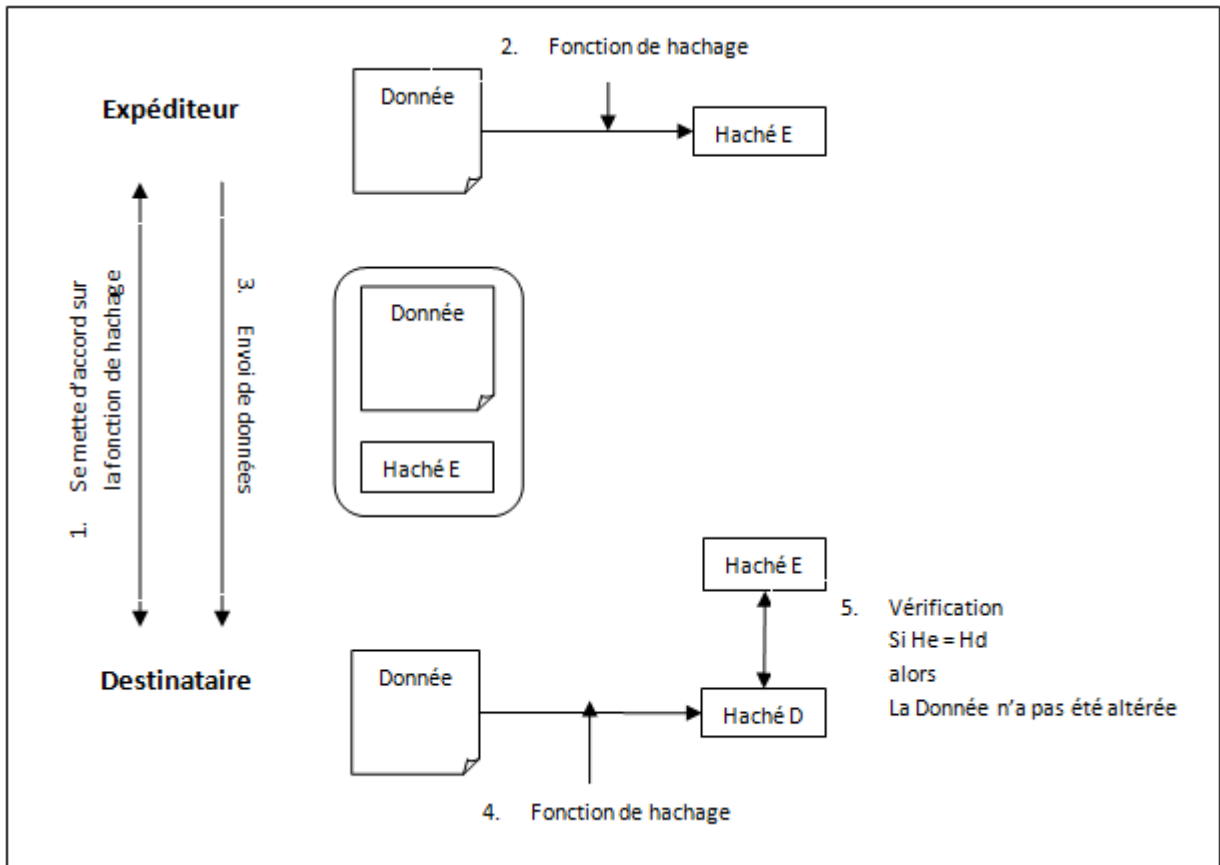 2. Fonction de hachage
Donnée
Expéditeur
Haché E
1. Se mette d'accord sur
la fonction de hachage
3. Envoi de données
Donnée
Haché E
Haché E
5. Vérification
Si He = Hd
alors
La Donnée n'a pas été altérée
Destinataire
Donnée
Haché D
4. Fonction de hachage